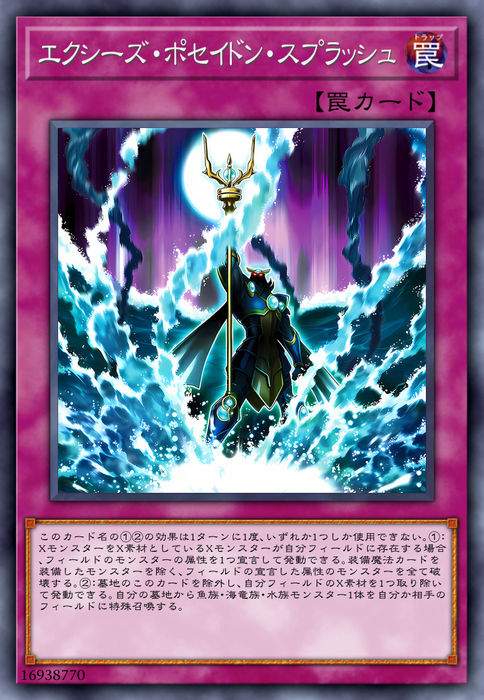 エクシーズ・ポセイドン・スプラッシュ
トラップ
罠
【罠カード】
このカード名の①②の効果は1ターンに1度、いずれか1つしか使用できない。①:
XモンスターをX素材としているXモンスターが自分フィールドに存在する場合
、フィールドのモンスターの属性を1つ宣言して発動できる。装備魔法カードを
装備したモンスターを除く、フィールドの宣言した属性のモンスターを全て破
壊する。②:墓地のこのカードを除外し、自分フィールドのX素材を1つ取り除い
て発動できる。自分の墓地から魚族・海竜族・水族モンスター1体を自分か相手の
フィールドに特殊召喚する。
16938770